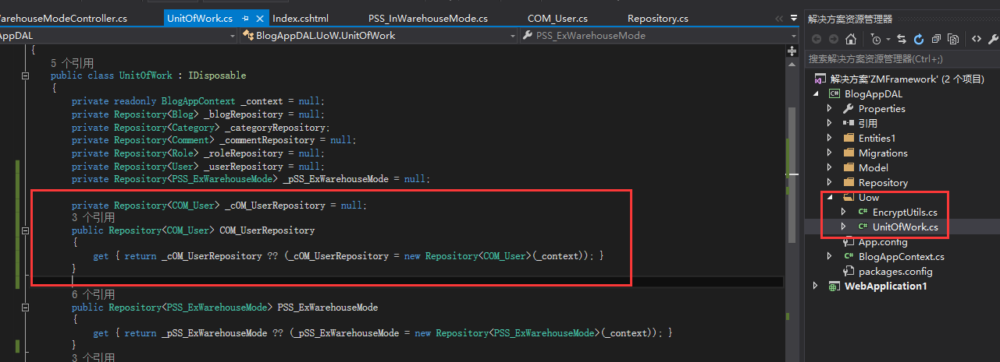 arehouseModeController.cs
UnitOfWork.cs
Index.cshtml
PSS_InWarehouseMode.cs
COM_User.cs
Repository.cs
AppDAL
BlogAppDAL.UoW.UnitOfWork
PSS_ExWarehouseMode
{
5 个引用
public class UnitOfWork : IDisposable
{
private readonly BlogAppContext _context = null;
private Repository<Blog> _blogRepository = null;
private Repository<Category> _categoryRepository;
private Repository<Comment> _commentRepository = null;
private Repository<Role> _roleRepository = null;
private Repository<User> _userRepository = null;
private Repository<PSS_ExWarehouseMode> _pSS_ExWarehouseMode = null;
private Repository<COM_User> _cOM_UserRepository = null;
3 个引用
public Repository<COM_User> COM_UserRepository
{
get { return _cOM_UserRepository ?? (_cOM_UserRepository = new Repository<COM_User>(_context)); }
}
6 个引用
public Repository<PSS_ExWarehouseMode> PSS_ExWarehouseMode
{
get { return _pSS_ExWarehouseMode ?? (_pSS_ExWarehouseMode = new Repository<PSS_ExWarehouseMode>(_context)); }
}
3 个引用
解决方案资源管理器
搜索解决方案资源管理器(Ctrl+;)
解决方案'ZMFramework' (2 个项目)
BlogAppDAL
Properties
引用
Entities1
Migrations
Model
Repository
Uow
EncryptUtils.cs
UnitOfWork.cs
App.config
BlogAppContext.cs
packages.config
WebApplication1